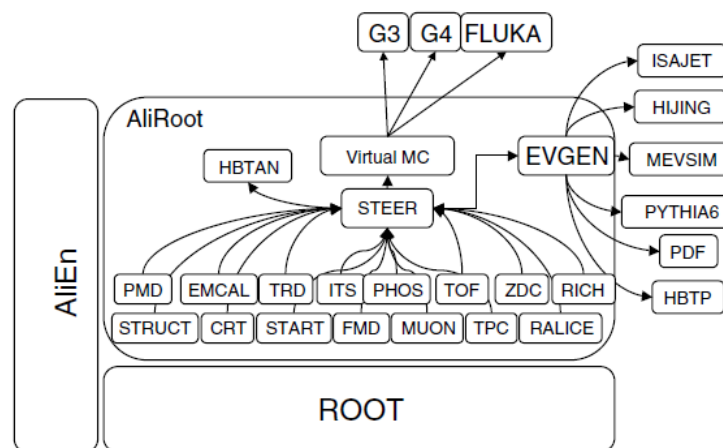 G3 G4 FLUKA
ISAJET
HIJING
AliRoot
HBTAN
Virtual MC
EVGEN
MEVSIM
STEER
PYTHIA6
PDF
AliEn
PMD EMCAL TRD ITS PHOS TOF ZDC RICH
HBTP
STRUCT CRT START FMD MUON TPC RALICE
ROOT